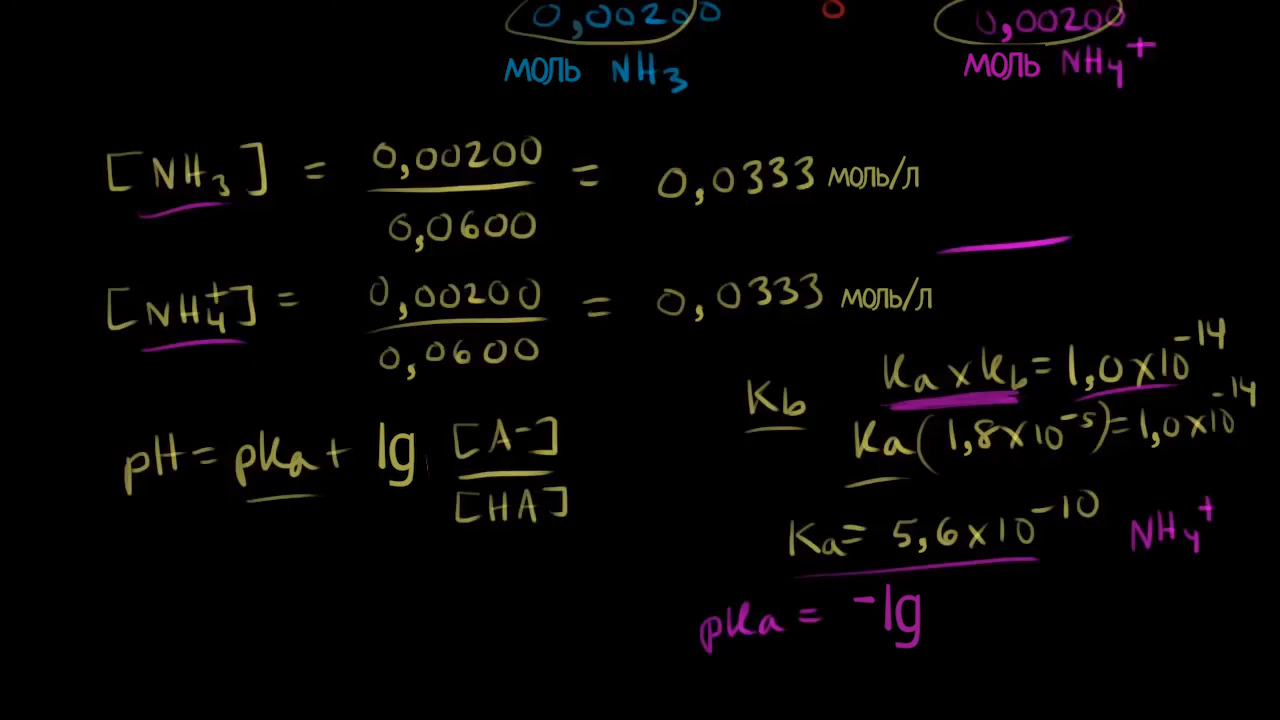 0,00200 0 0,00200
моль NH₃ моль NH₄⁺
[NH₃] = 0,00200 / 0,0600 = 0,0333 моль/л
[NH₄⁺] = 0,00200 / 0,0600 = 0,0333 моль/л
Kb Ka x Kb = 1,0 x 10⁻¹⁴
Ka (1,8 x 10⁻⁵) = 1,0 x 10⁻¹⁴
pH = pKa + lg [A-] / [HA]
Ka = 5,6 x 10⁻¹⁰ NH₄⁺
pKa = -lg